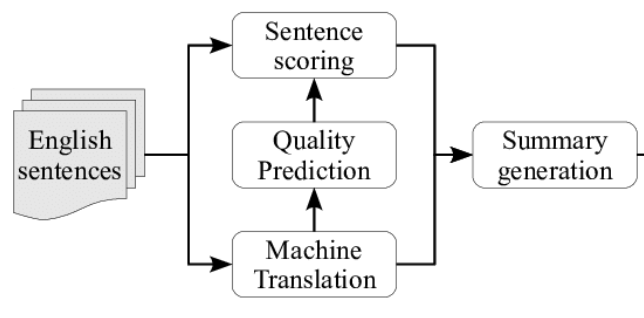 Sentence
scoring
English
sentences
Quality
Prediction
Summary
generation
Machine
Translation